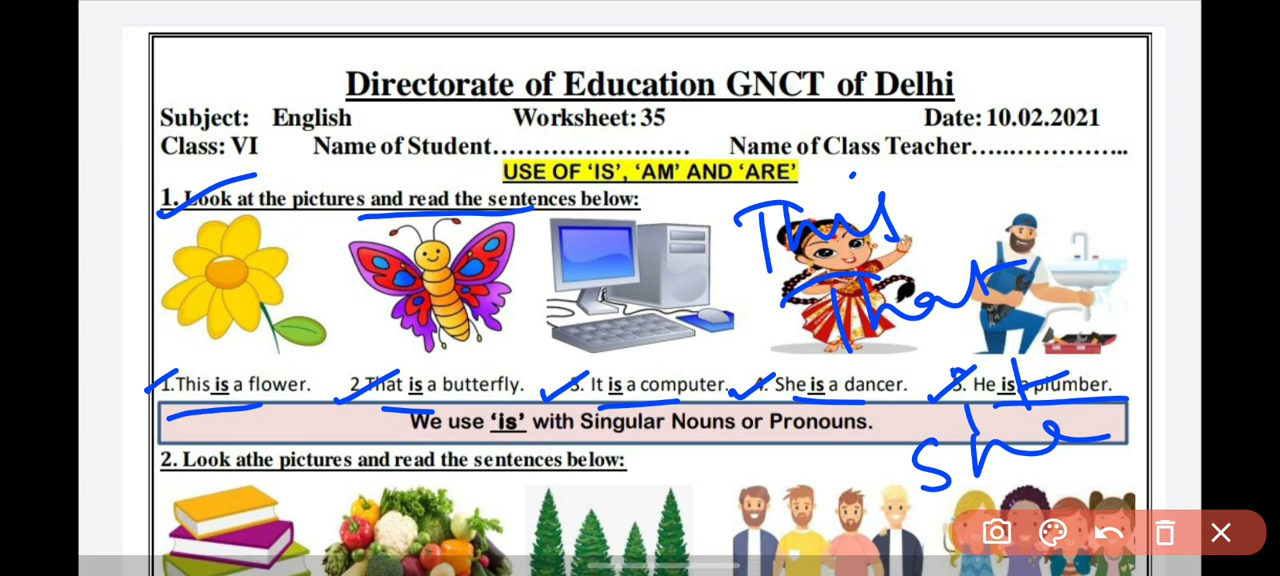 Directorate of Education GNCT of Delhi
Subject: English Worksheet: 35 Date: 10.02.2021
Class: VI Name of Student........................ Name of Class Teacher....................
USE OF ‘IS’, ‘AM’ AND ‘ARE’
1. Look at the pictures and read the sentences below:
This
That
1.This is a flower. 2.That is a butterfly. 3. It is a computer. 4. She is a dancer. 5. He is a plumber.
We use ‘is’ with Singular Nouns or Pronouns.
She
2. Look athe pictures and read the sentences below: